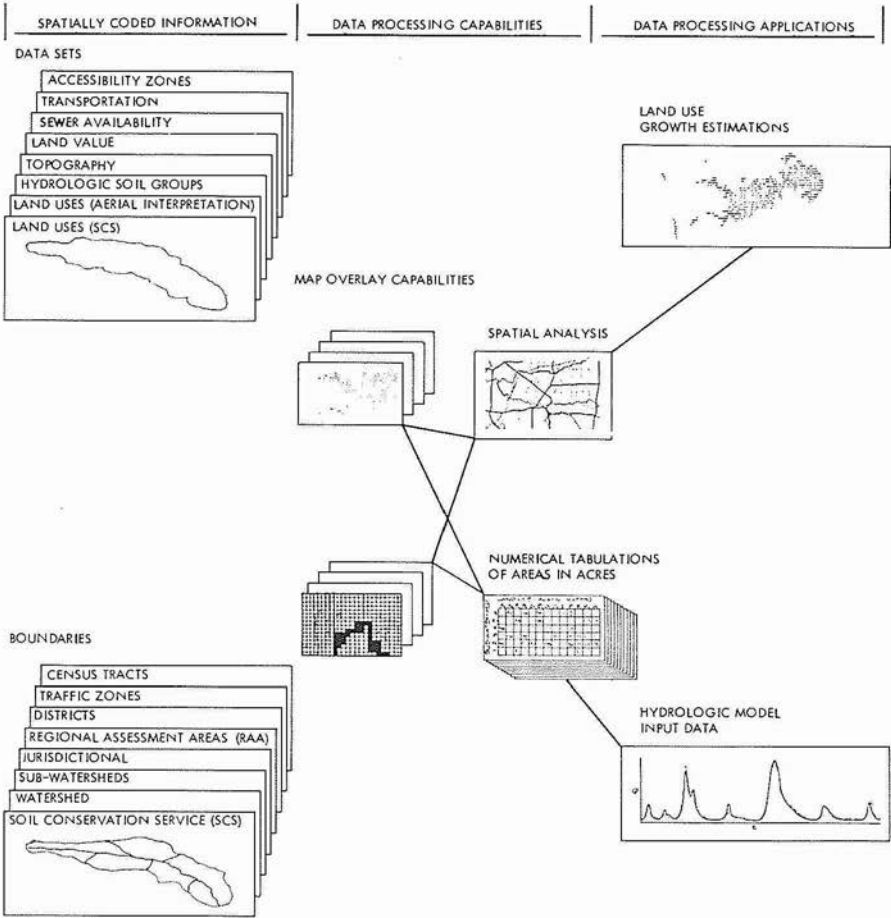 SPATIALLY CODED INFORMATION
DATA PROCESSING CAPABILITIES
DATA PROCESSING APPLICATIONS
DATA SETS
ACCESSIBILITY ZONES
TRANSPORTATION
SEWER AVAILABILITY
LAND VALUE
TOPOGRAPHY
HYDROLOGIC SOIL GROUPS
LAND USES (AERIAL INTERPRETATION)
LAND USES (SCS)
MAP OVERLAY CAPABILITIES
SPATIAL ANALYSIS
LAND USE
GROWTH ESTIMATIONS
NUMERICAL TABULATIONS
OF AREAS IN ACRES
BOUNDARIES
CENSUS TRACTS
TRAFFIC ZONES
DISTRICTS
REGIONAL ASSESSMENT AREAS (RAA)
JURISDICTIONAL
SUB-WATERSHEDS
WATERSHED
SOIL CONSERVATION SERVICE (SCS)
HYDROLOGIC MODEL
INPUT DATA